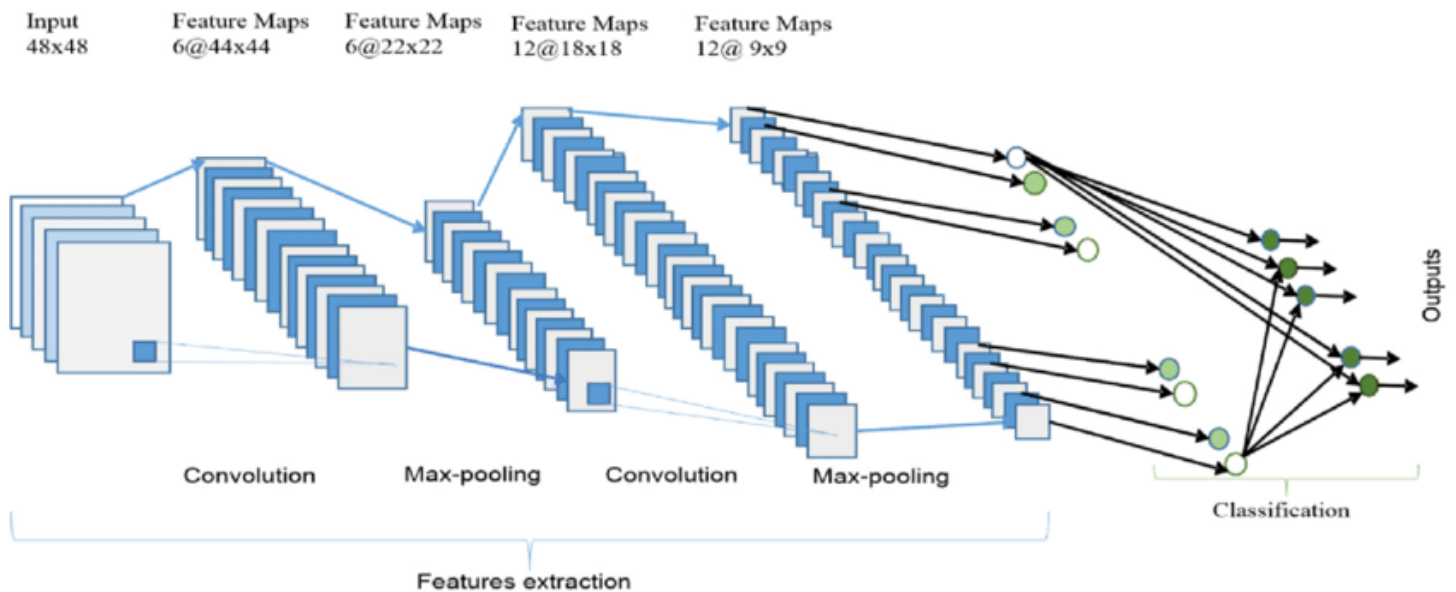 Input
48x48
Feature Maps
6@44x44
Feature Maps
6@22x22
Feature Maps
12@18x18
Feature Maps
12@ 9x9
Outputs
Convolution
Max-pooling
Convolution
Max-pooling
Classification
Features extraction